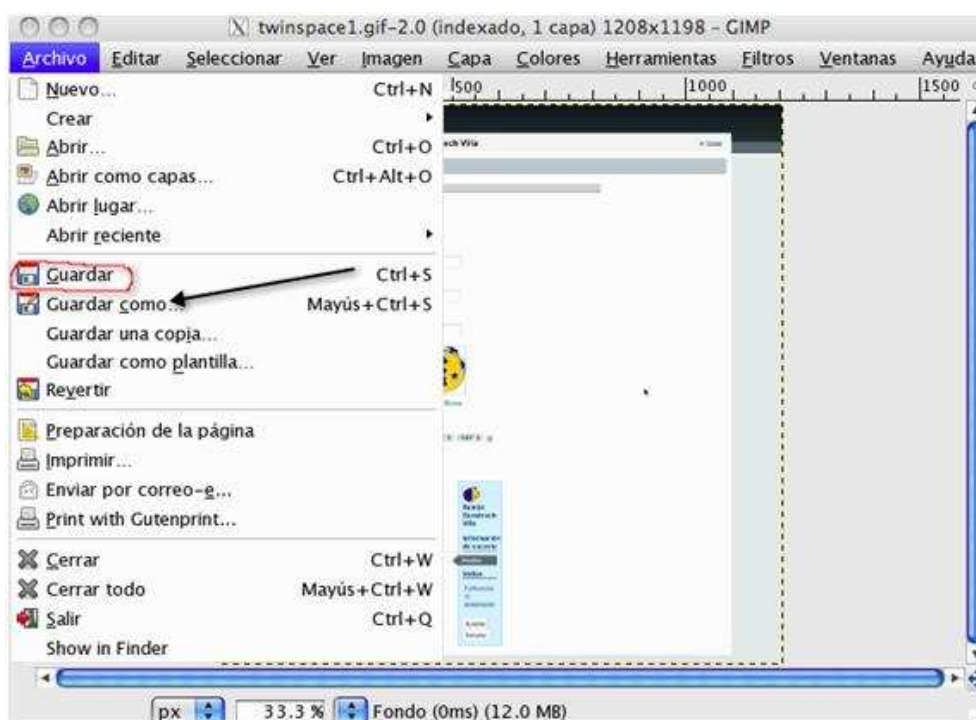 twinspace1.gif-2.0 (indexado, 1 capa) 1208x1198 – GIMP
Archivo Editar Seleccionar Ver Imagen Capa Colores Herramientas Filtros Ventanas Ayuda
500 1000 1500
Nuevo... Ctrl+N
Crear
Abrir... Ctrl+O
Abrir como capas... Ctrl+Alt+O
Abrir lugar...
Abrir reciente
Guardar Ctrl+S
Guardar como... Mayús+Ctrl+S
Guardar una copia...
Guardar como plantilla...
Revertir
Preparación de la página
Imprimir...
Enviar por correo-e...
Print with Gutenprint...
Cerrar Ctrl+W
Cerrar todo Mayús+Ctrl+W
Salir Ctrl+Q
Show in Finder
px 33.3 % Fondo (0ms) (12.0 MB)